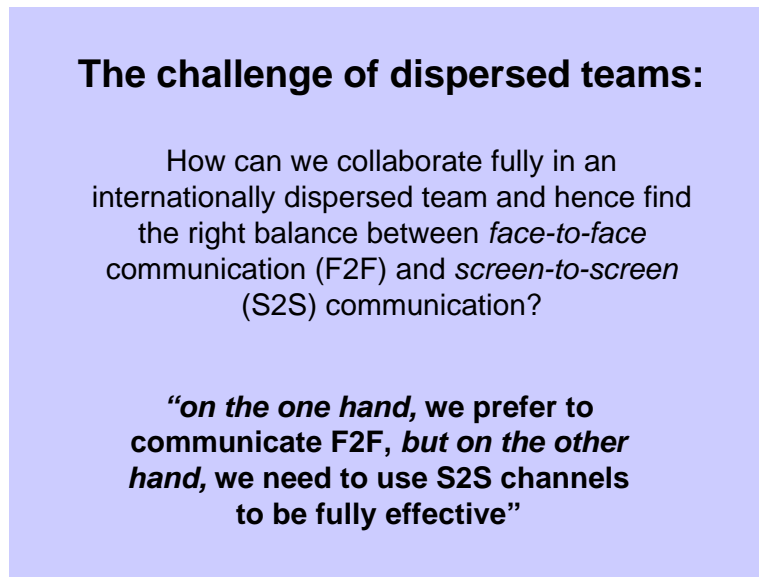 The challenge of dispersed teams:
How can we collaborate fully in an
internationally dispersed team and hence find
the right balance between face-to-face
communication (F2F) and screen-to-screen
(S2S) communication?
“on the one hand, we prefer to
communicate F2F, but on the other
hand, we need to use S2S channels
to be fully effective”